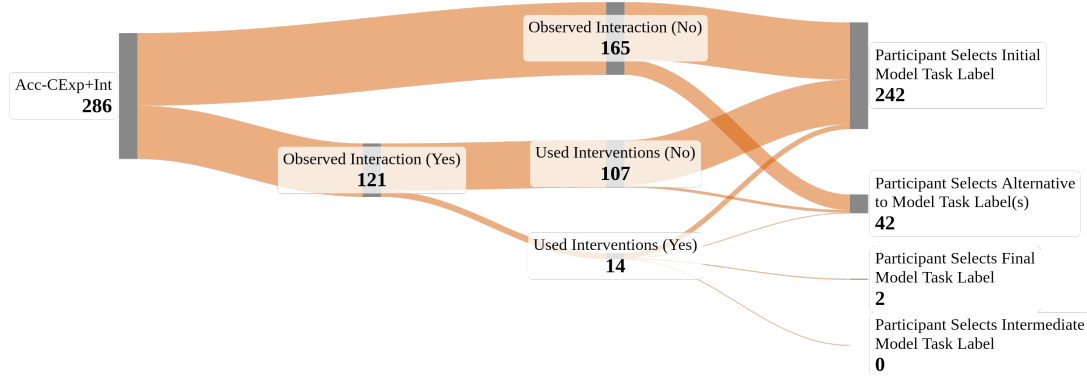 Acc-CExp+Int
286
Observed Interaction (No)
165
Observed Interaction (Yes)
121
Used Interventions (No)
107
Used Interventions (Yes)
14
Participant Selects Initial
Model Task Label
242
Participant Selects Alternative
to Model Task Label(s)
42
Participant Selects Final
Model Task Label
2
Participant Selects Intermediate
Model Task Label
0